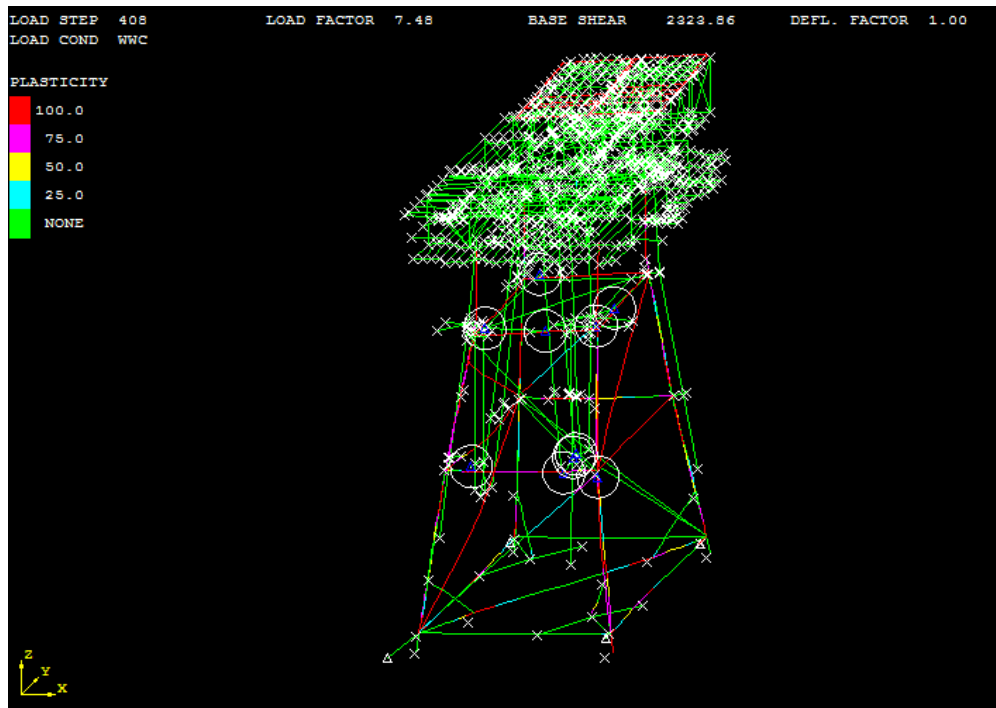 LOAD STEP 408 LOAD FACTOR 7.48 BASE SHEAR 2323.86 DEFL. FACTOR 1.00
LOAD COND WWC
PLASTICITY
100.0
75.0
50.0
25.0
NONE
Z
Y
X